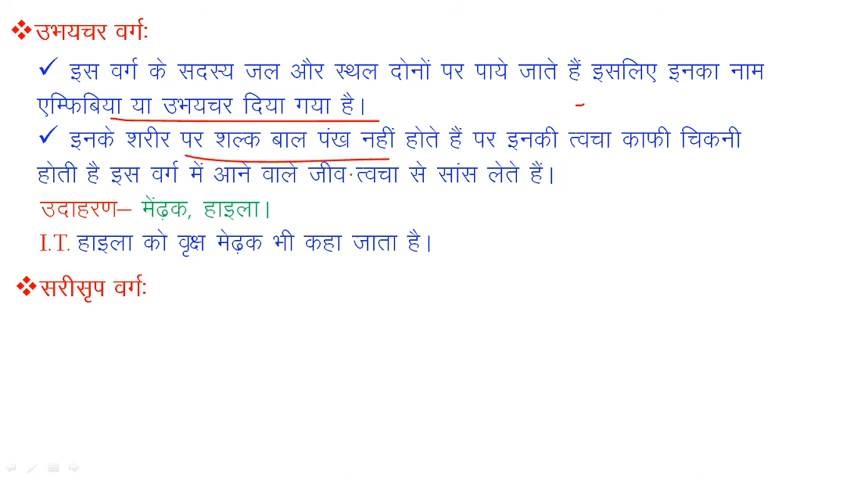 ❖उभयचर वर्ग:
✓ इस वर्ग के सदस्य जल और स्थल दोनों पर पाये जाते हैं इसलिए इनका नाम
एम्फिबिया या उभयचर दिया गया है।
✓ इनके शरीर पर शल्क बाल पंख नहीं होते हैं पर इनकी त्वचा काफी चिकनी
होती है इस वर्ग में आने वाले जीव त्वचा से सांस लेते हैं।
उदाहरण– मेंढ़क, हाइला।
I.T. हाइला को वृक्ष मेढ़क भी कहा जाता है।
❖सरीसृप वर्ग: